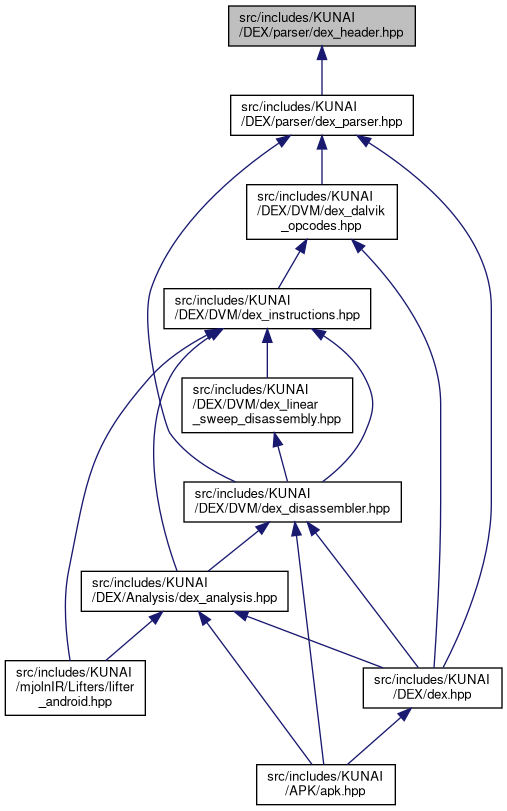 src/includes/KUNAI
/DEX/parser/dex_header.hpp
src/includes/KUNAI
/DEX/parser/dex_parser.hpp
src/includes/KUNAI
/DEX/DVM/dex_dalvik
_opcodes.hpp
src/includes/KUNAI
/DEX/DVM/dex_instructions.hpp
src/includes/KUNAI
/DEX/DVM/dex_linear
_sweep_disassembly.hpp
src/includes/KUNAI
/DEX/DVM/dex_disassembler.hpp
src/includes/KUNAI
/DEX/Analysis/dex_analysis.hpp
src/includes/KUNAI
/mjolnIR/Lifters/lifter
_android.hpp
src/includes/KUNAI
/DEX/dex.hpp
src/includes/KUNAI
/APK/apk.hpp